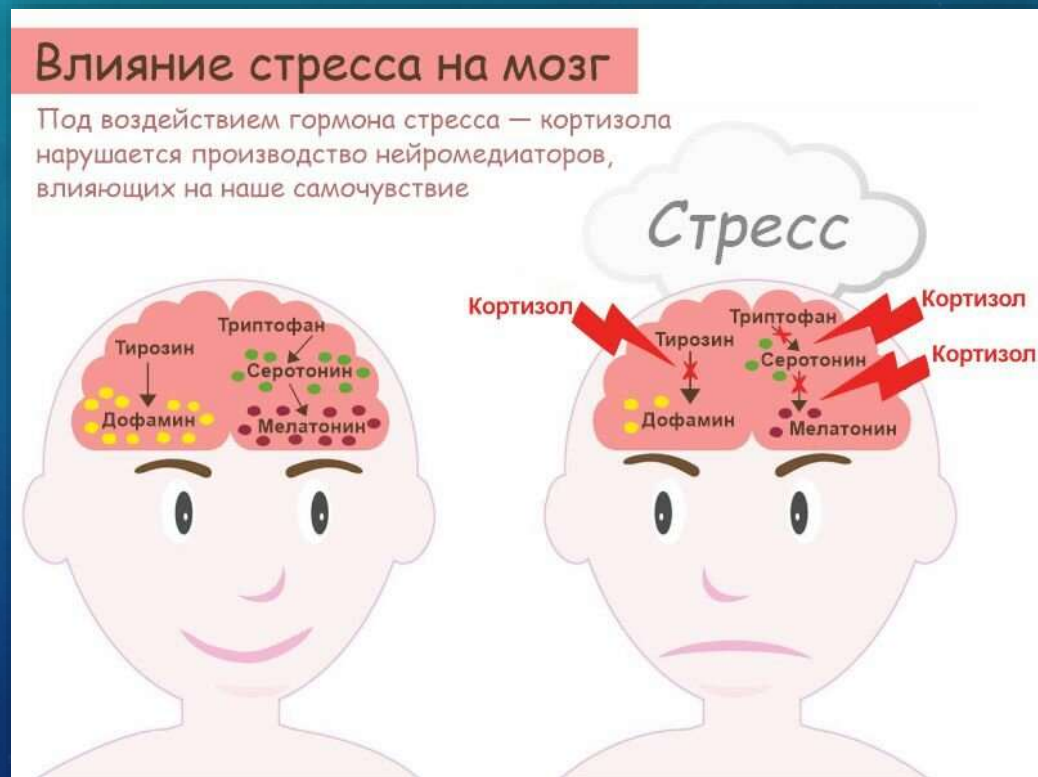 Влияние стресса на мозг
Под воздействием гормона стресса — кортизола
нарушается производство нейромедиаторов,
влияющих на наше самочувствие
Стресс
Тирозин
Триптофан
Серотонин
Дофамин
Мелатонин
Кортизол
Кортизол
Кортизол
Тирозин
Триптофан
Серотонин
Дофамин
Мелатонин